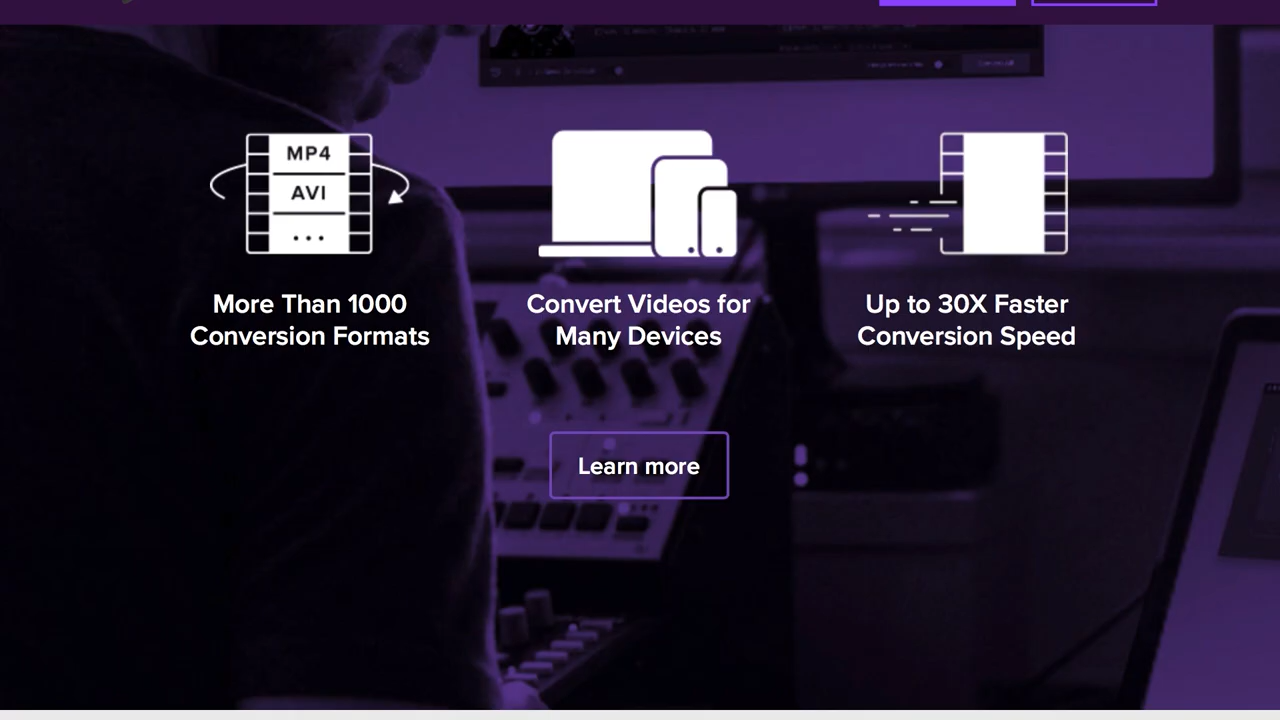 MP4
AVI
...
More Than 1000
Conversion Formats
Convert Videos for
Many Devices
Up to 30X Faster
Conversion Speed
Learn more